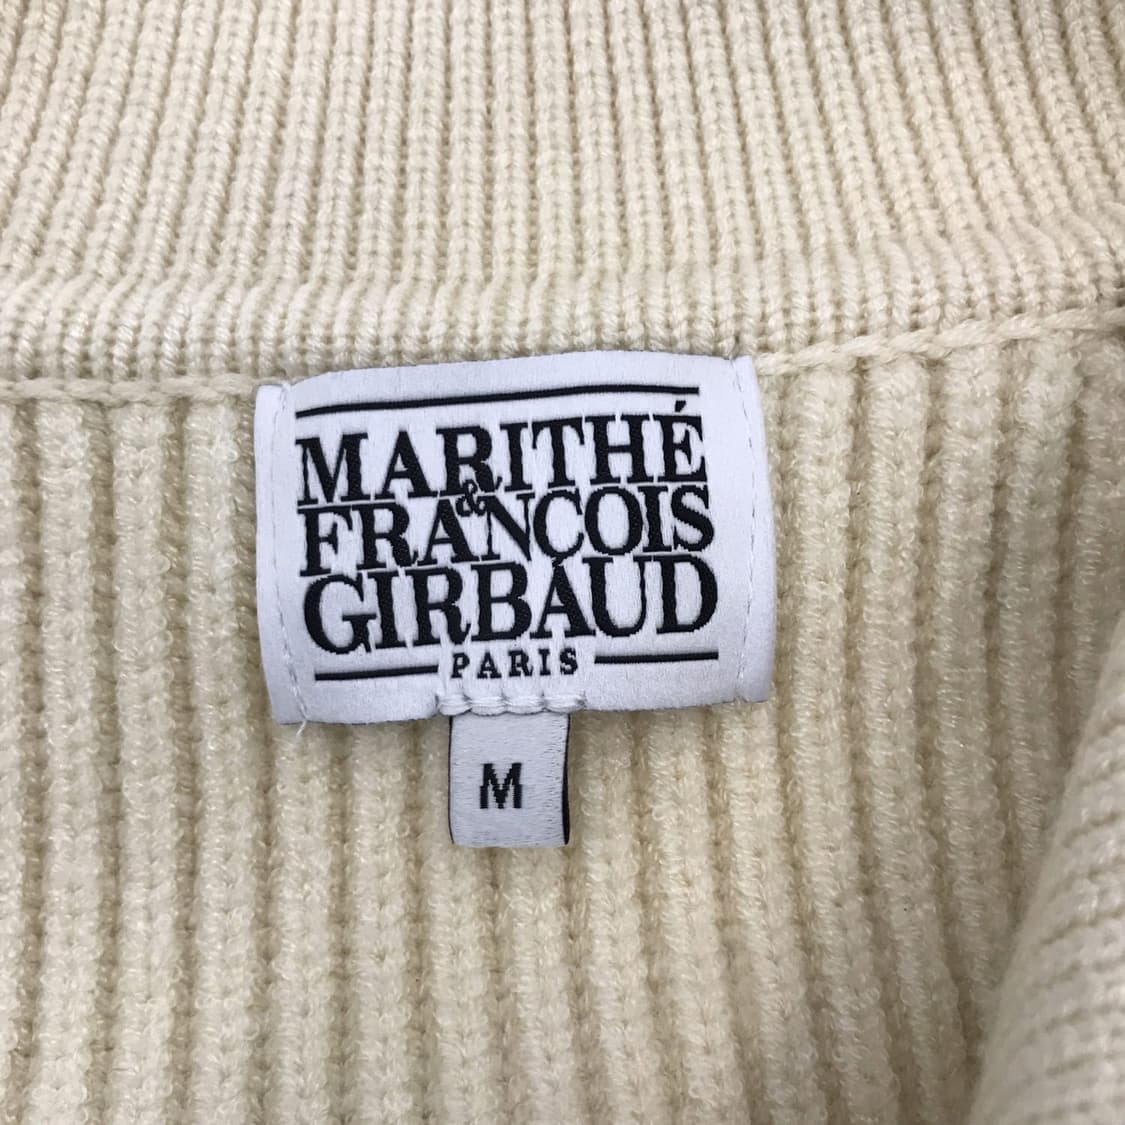 MARITHÉ
&
FRANÇOIS
GIRBAUD
PARIS
M